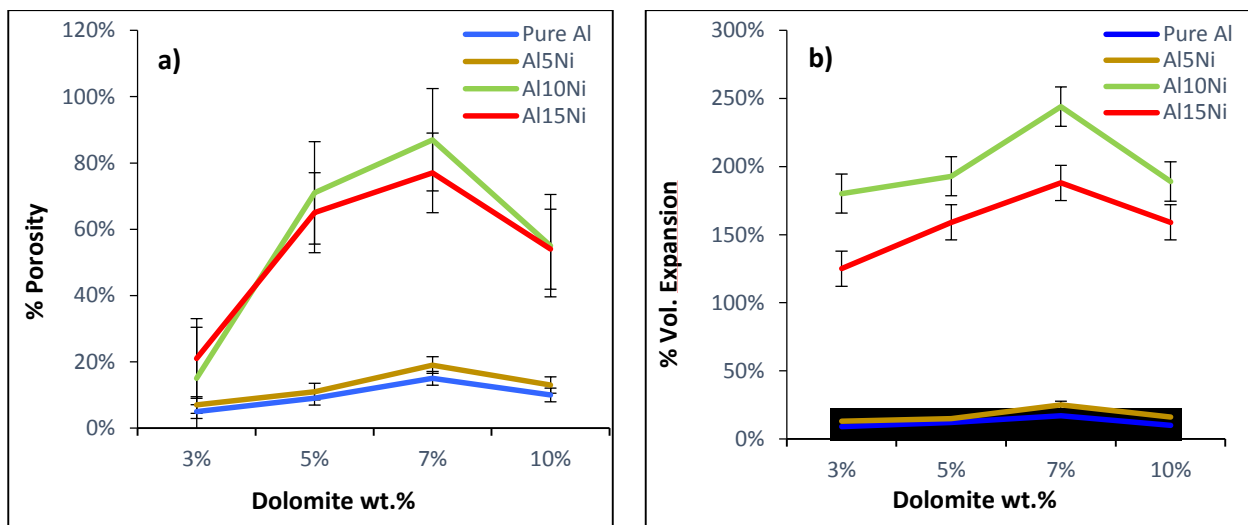 120%
100%
80%
60%
40%
20%
0%
% Porosity
a)
Pure Al
Al5Ni
Al10Ni
Al15Ni
3% 5% 7% 10%
Dolomite wt.%
300%
250%
200%
150%
100%
50%
0%
% Vol. Expansion
b)
Pure Al
Al5Ni
Al10Ni
Al15Ni
3% 5% 7% 10%
Dolomite wt.%